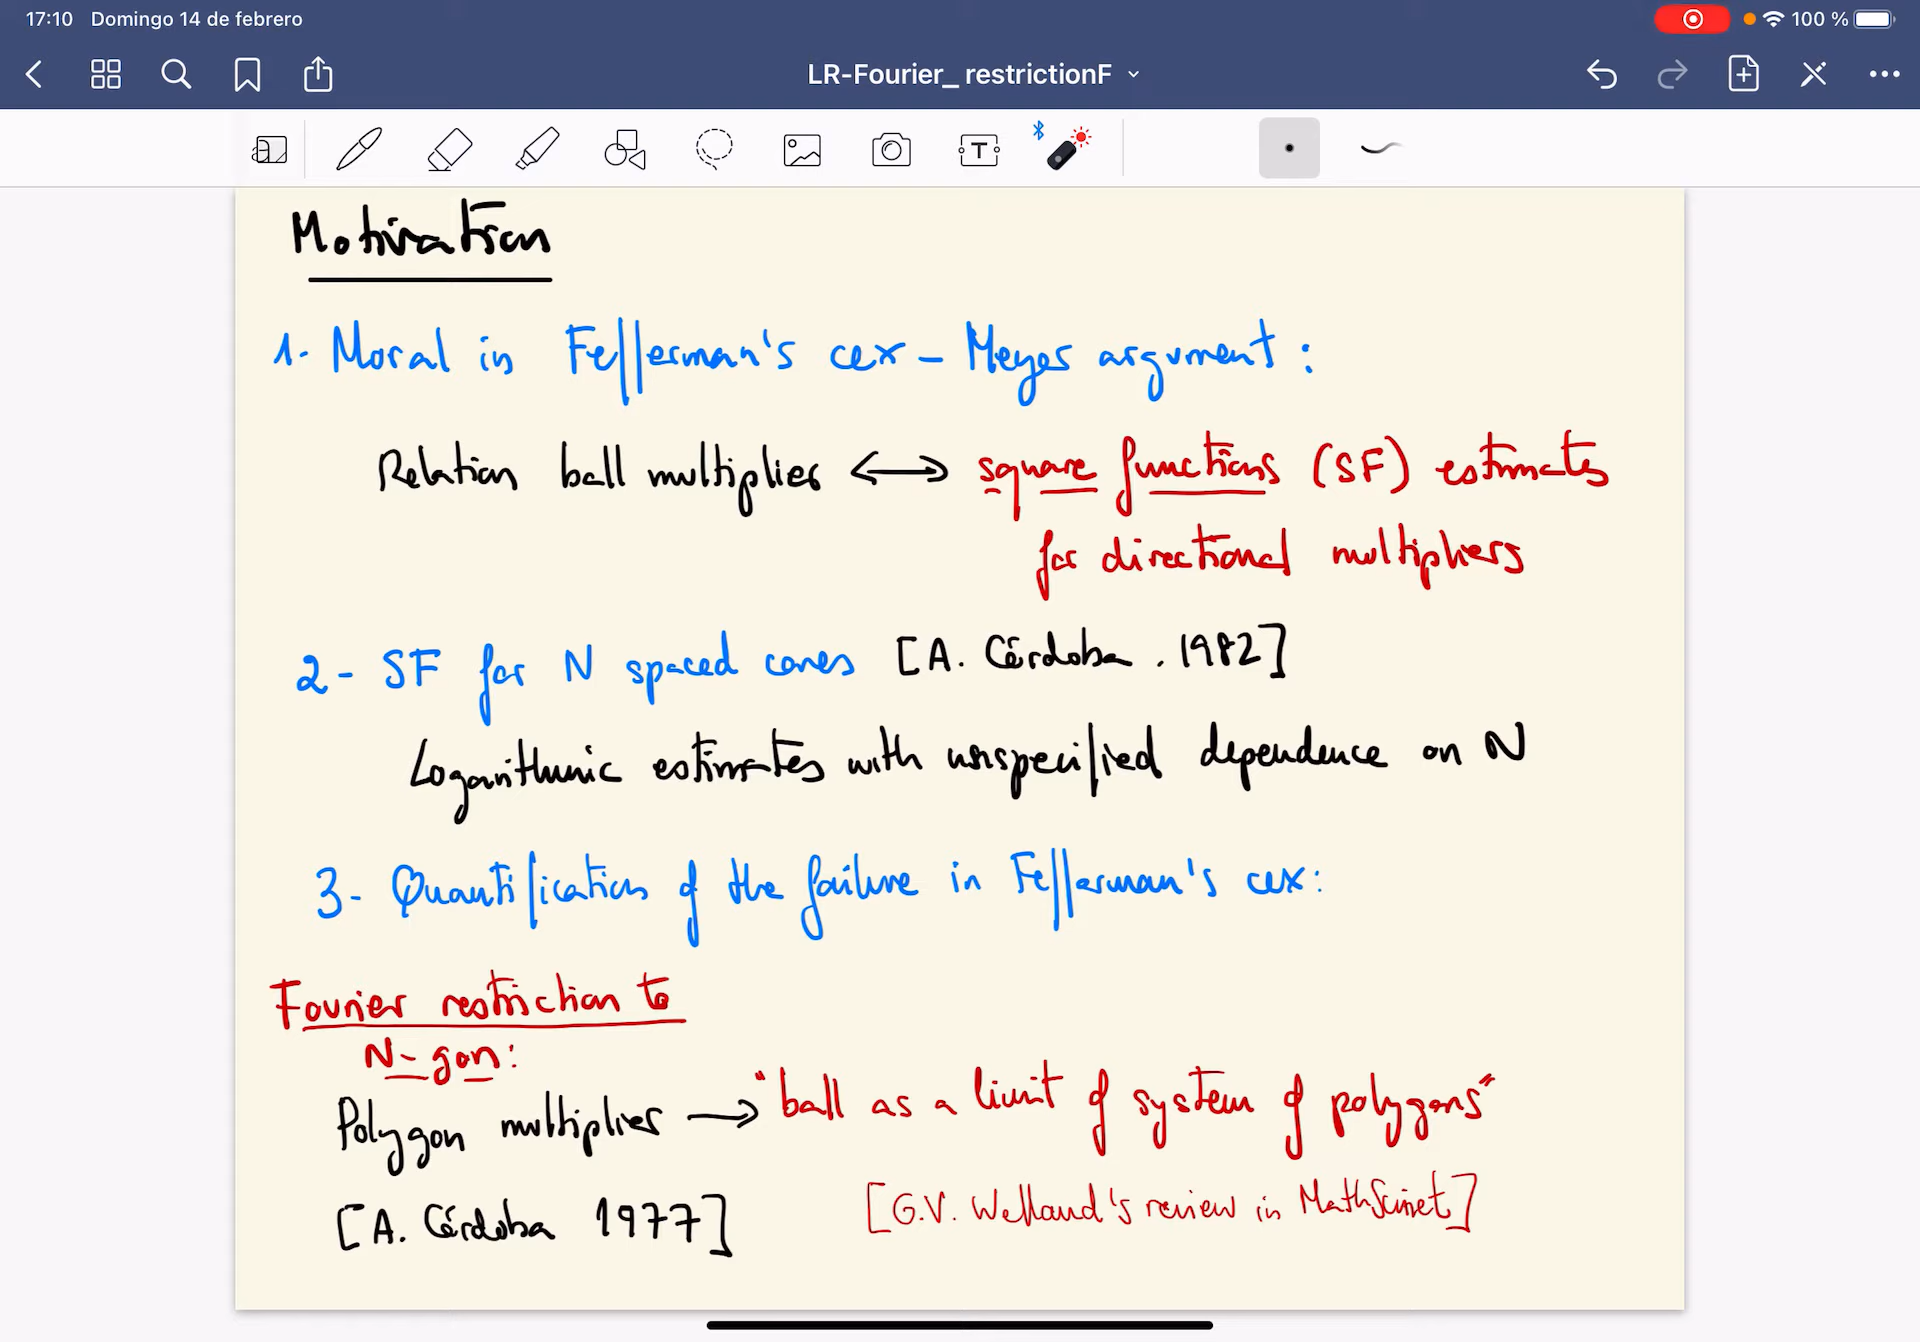 17:10 Domingo 14 de febrero
100 %
LR-Fourier_ restrictionF
Motivation
1. Moral in Fefferman's cex - Meyer argument:
Relation ball multiplier ⟷ square functions (SF) estimates
for directional multipliers
2- SF for N spaced cones [A. Córdoba . 1982]
Logarithmic estimates with unspecified dependence on N
3- Quantification of the failure in Fefferman's cex:
Fourier restriction to
N-gon:
Polygon multiplier → "ball as a limit of system of polygons"
[A. Córdoba 1977] [G.V. Welland's review in MathScinet]